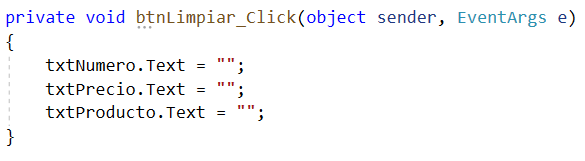 private void btnLimpiar_Click(object sender, EventArgs e)
{
    txtNumero.Text = "";
    txtPrecio.Text = "";
    txtProducto.Text = "";
}